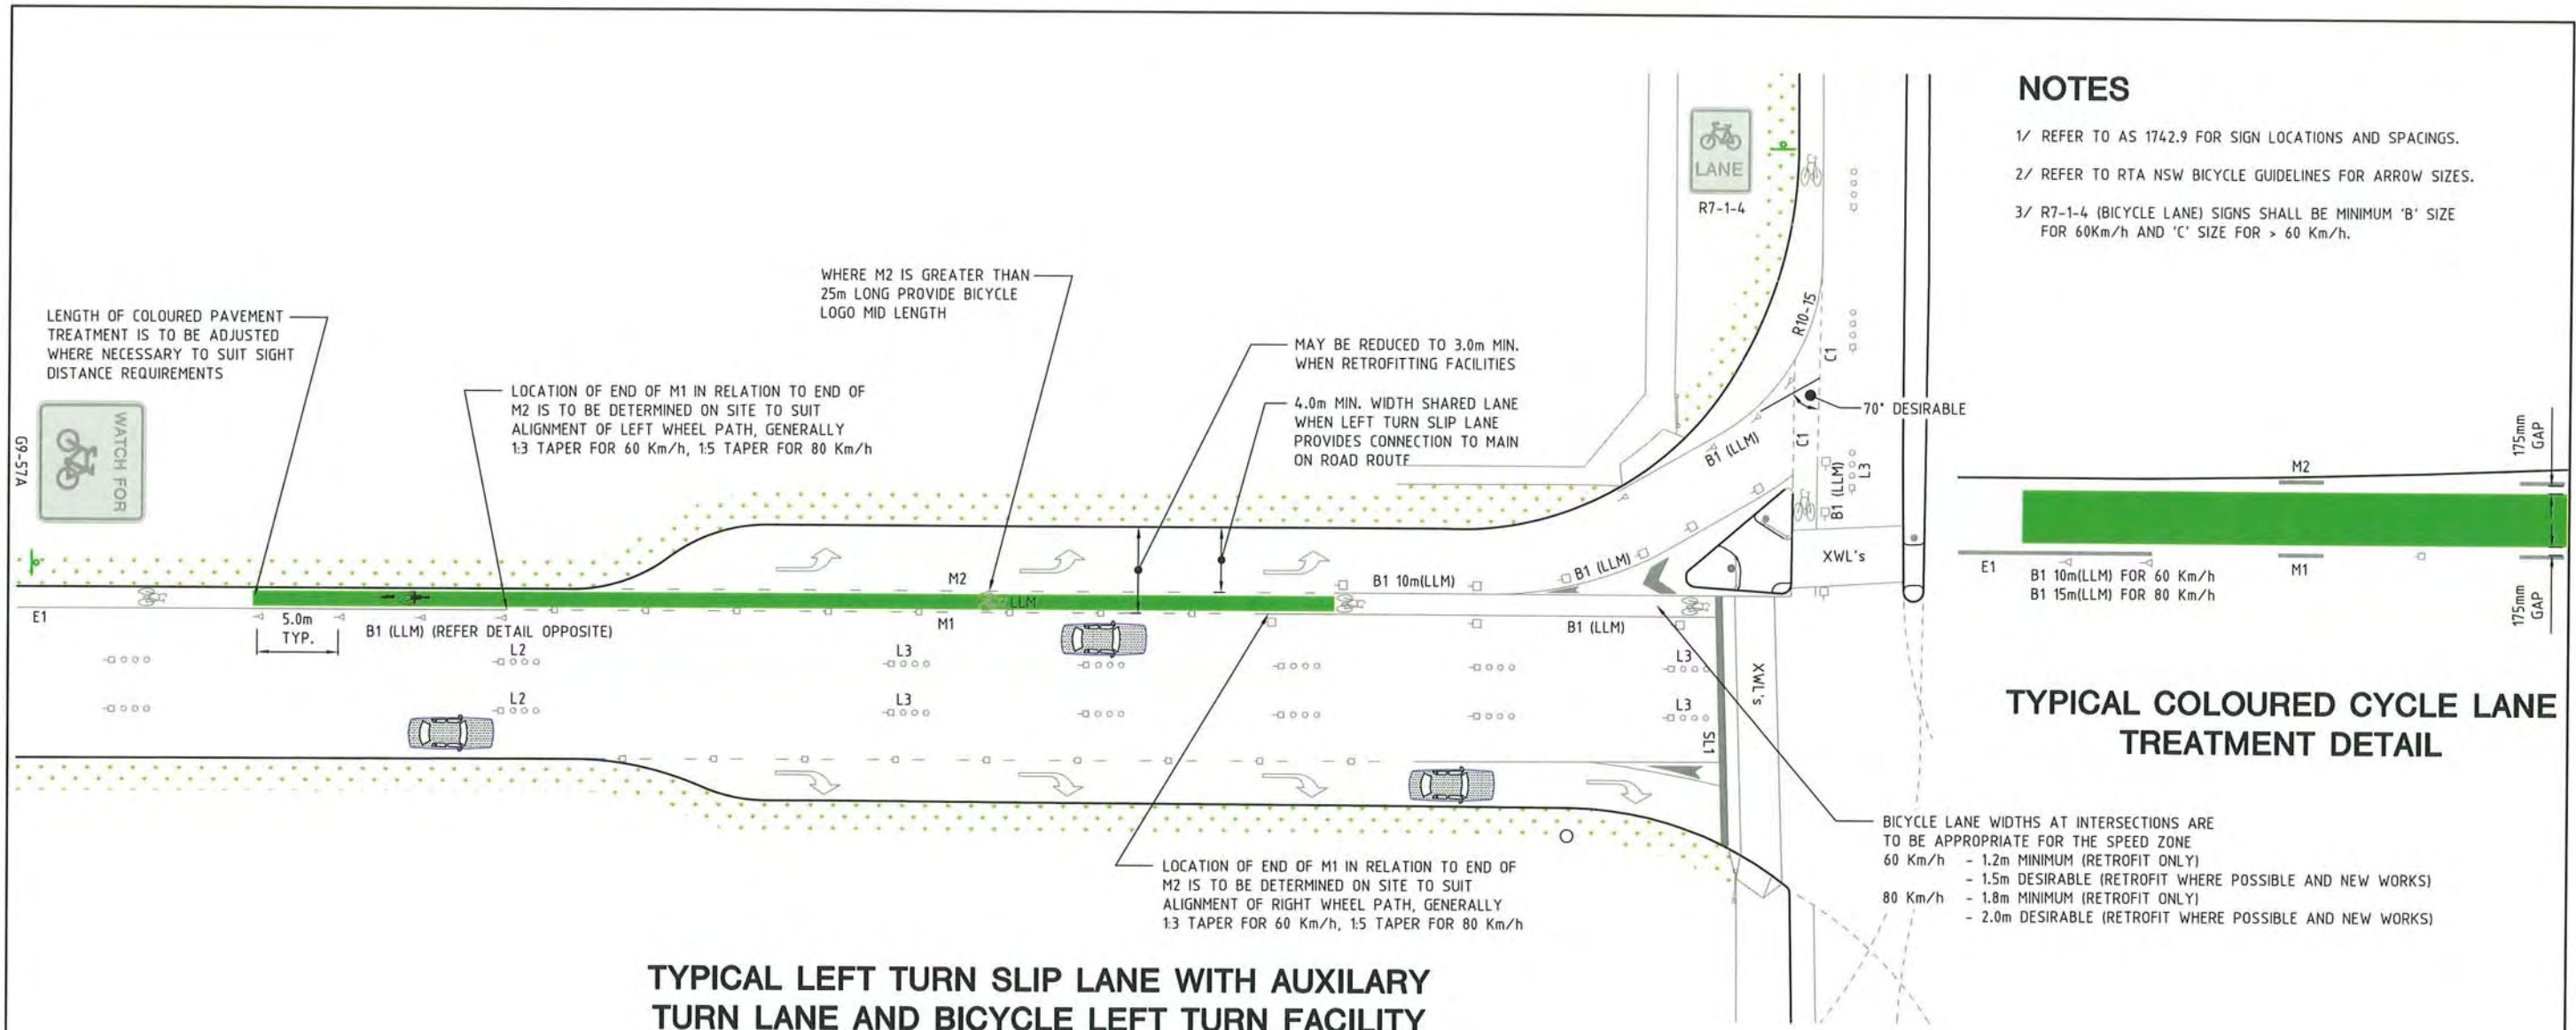 NOTES
1/ REFER TO AS 1742.9 FOR SIGN LOCATIONS AND SPACINGS.
2/ REFER TO RTA NSW BICYCLE GUIDELINES FOR ARROW SIZES.
3/ R7-1-4 (BICYCLE LANE) SIGNS SHALL BE MINIMUM 'B' SIZE
FOR 60Km/h AND 'C' SIZE FOR > 60 Km/h.
LANE
R7-1-4
WHERE M2 IS GREATER THAN
25m LONG PROVIDE BICYCLE
LOGO MID LENGTH
LENGTH OF COLOURED PAVEMENT
TREATMENT IS TO BE ADJUSTED
WHERE NECESSARY TO SUIT SIGHT
DISTANCE REQUIREMENTS
MAY BE REDUCED TO 3.0m MIN.
WHEN RETROFITTING FACILITIES
LOCATION OF END OF M1 IN RELATION TO END OF
M2 IS TO BE DETERMINED ON SITE TO SUIT
ALIGNMENT OF LEFT WHEEL PATH, GENERALLY
1:3 TAPER FOR 60 Km/h, 1:5 TAPER FOR 80 Km/h
4.0m MIN. WIDTH SHARED LANE
WHEN LEFT TURN SLIP LANE
PROVIDES CONNECTION TO MAIN
ON ROAD ROUTE
WATCH FOR
G9-57A
R10-15
C1
70° DESIRABLE
C1
B1 (LLM)
B1 (LLM)
L3
XWL's
B1 (LLM)
B1 10m(LLM)
M2
LLM
M1
B1 (LLM)
E1
5.0m
TYP.
B1 (LLM) (REFER DETAIL OPPOSITE)
L2
L3
L3
L2
L3
L3
XWL's
SL1
175mm
GAP
M2
E1
B1 10m(LLM) FOR 60 Km/h
B1 15m(LLM) FOR 80 Km/h
M1
175mm
GAP
TYPICAL COLOURED CYCLE LANE
TREATMENT DETAIL
BICYCLE LANE WIDTHS AT INTERSECTIONS ARE
TO BE APPROPRIATE FOR THE SPEED ZONE
60 Km/h - 1.2m MINIMUM (RETROFIT ONLY)
- 1.5m DESIRABLE (RETROFIT WHERE POSSIBLE AND NEW WORKS)
80 Km/h - 1.8m MINIMUM (RETROFIT ONLY)
- 2.0m DESIRABLE (RETROFIT WHERE POSSIBLE AND NEW WORKS)
LOCATION OF END OF M1 IN RELATION TO END OF
M2 IS TO BE DETERMINED ON SITE TO SUIT
ALIGNMENT OF RIGHT WHEEL PATH, GENERALLY
1:3 TAPER FOR 60 Km/h, 1:5 TAPER FOR 80 Km/h
TYPICAL LEFT TURN SLIP LANE WITH AUXILARY
TURN LANE AND BICYCLE LEFT TURN FACILITY